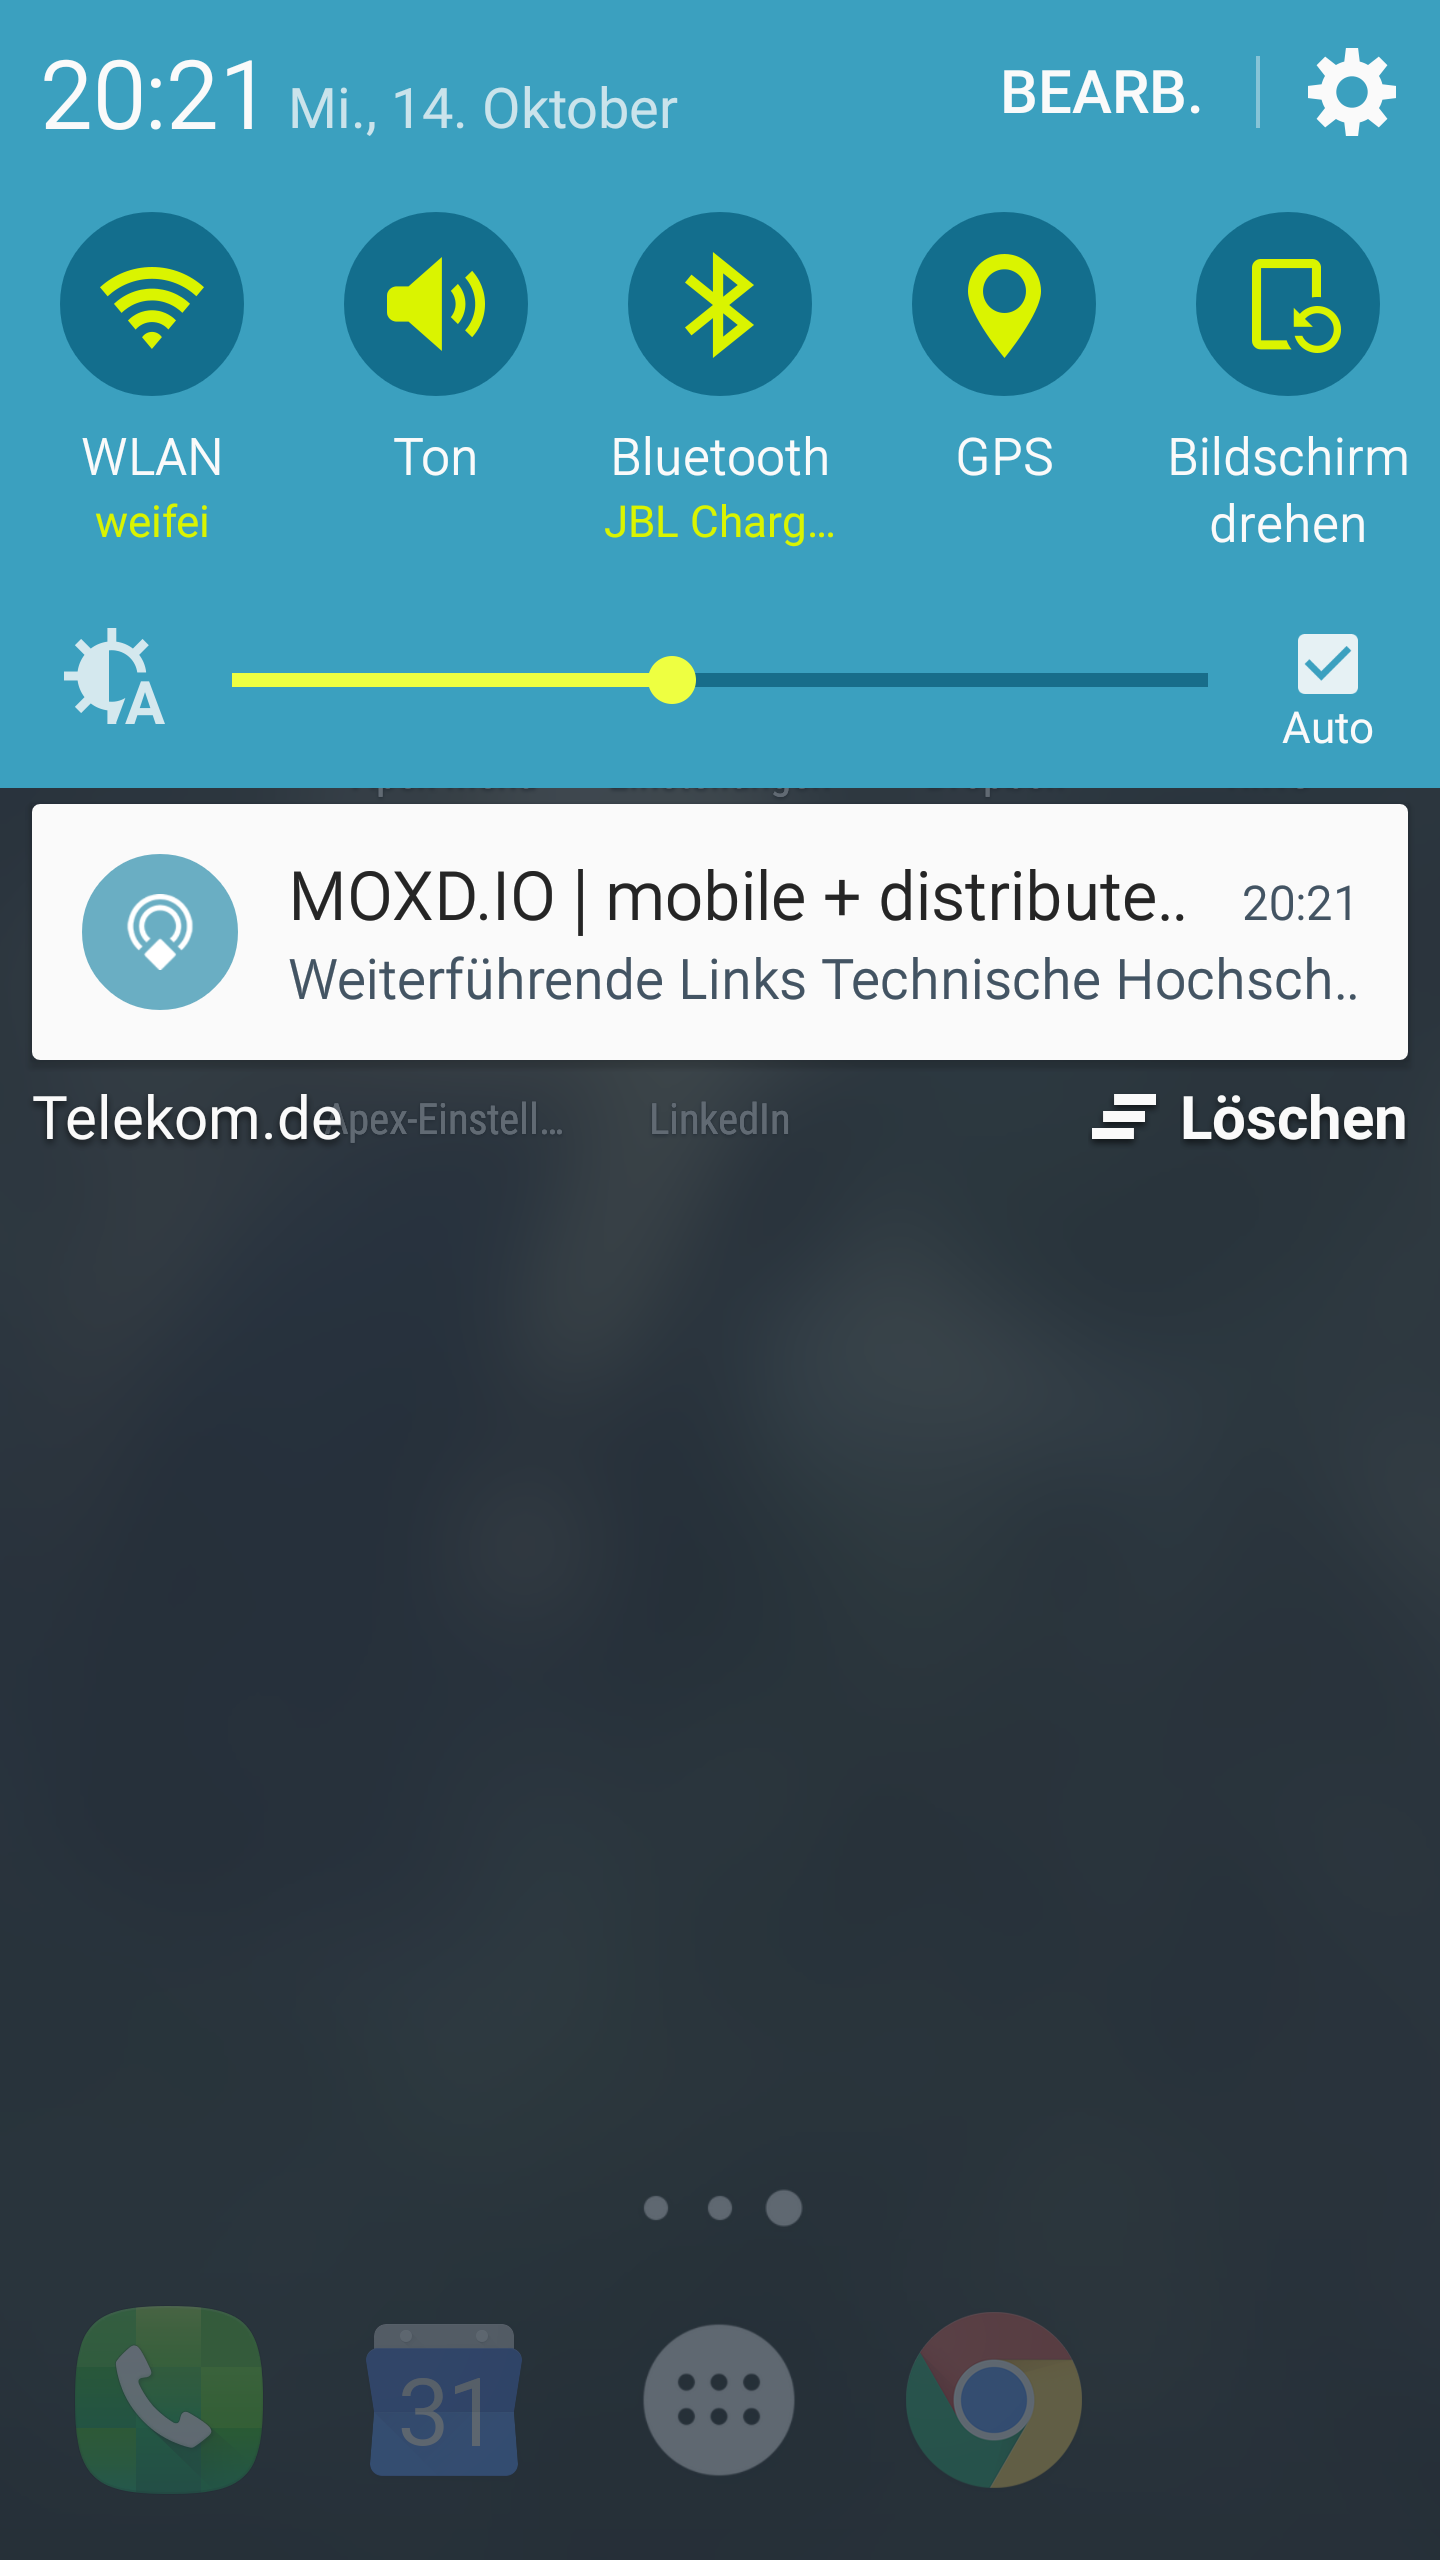 20:21 Mi., 14. Oktober BEARB.
WLAN Ton Bluetooth GPS Bildschirm drehen
weifei JBL Charg...
A
Auto
MOXD.IO | mobile + distribute.. 20:21
Weiterführende Links Technische Hochsch..
Telekom.de Apex-Einstell... LinkedIn Löschen
31